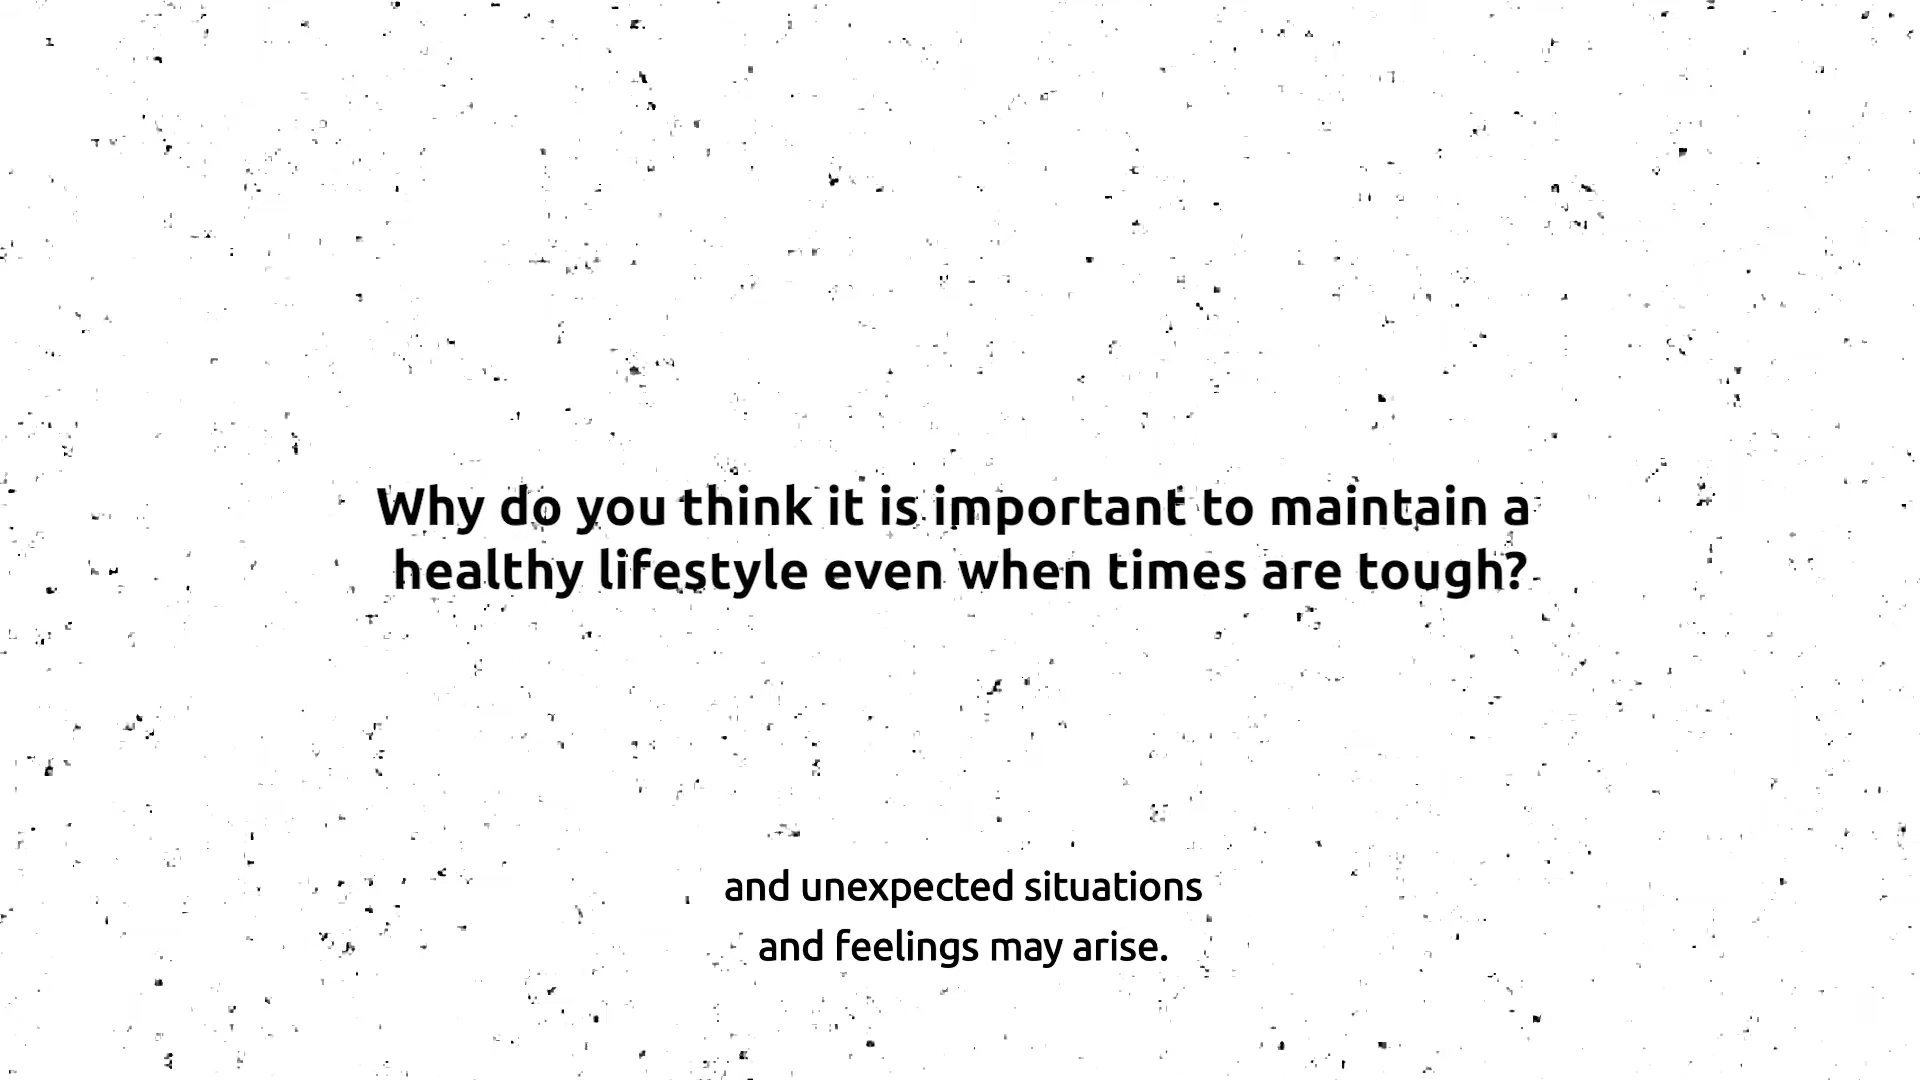 Why do you think it is important to maintain a
healthy lifestyle even when times are tough?
and unexpected situations
and feelings may arise.